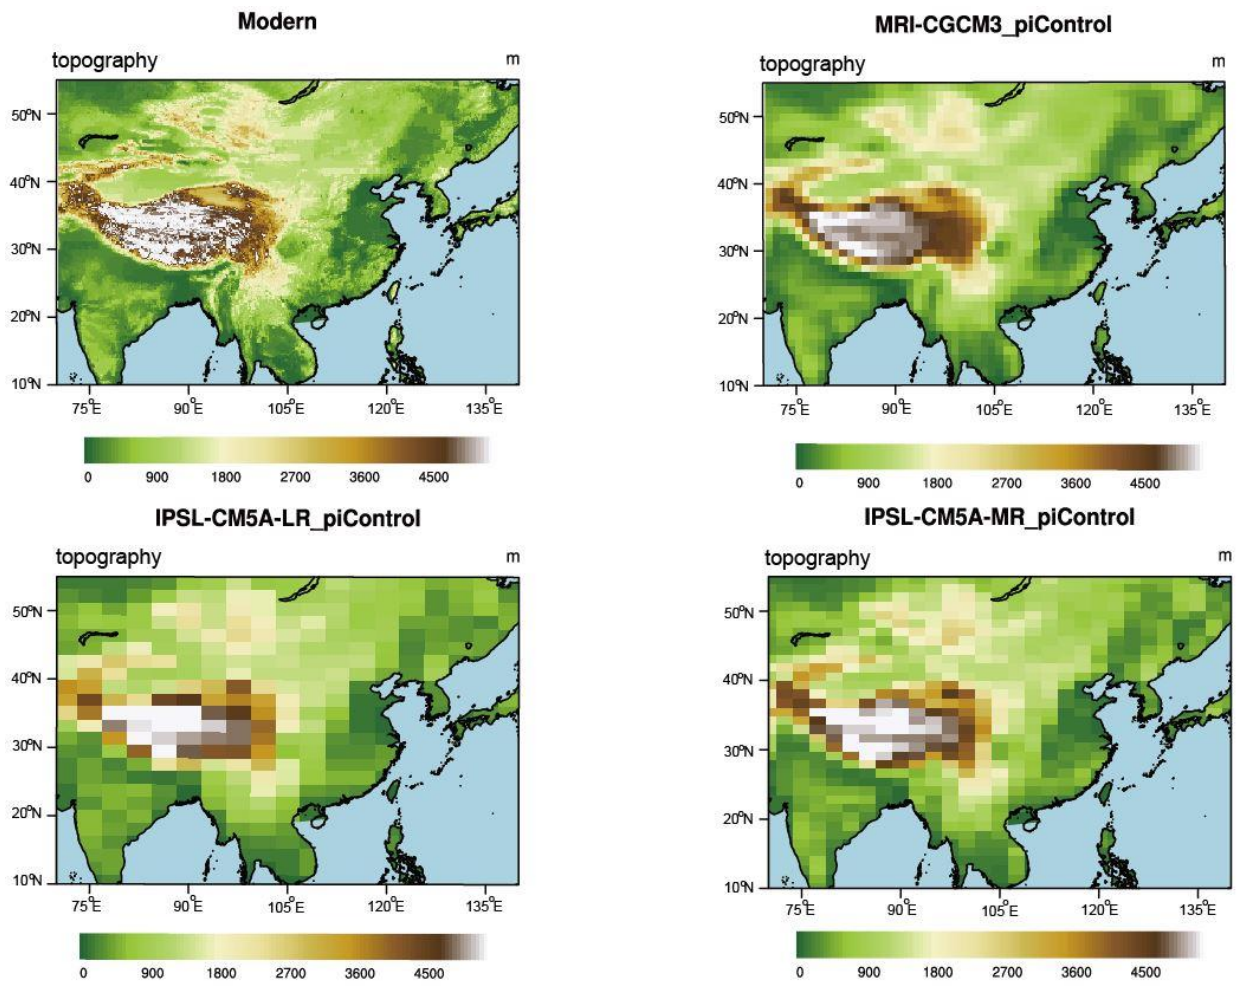 Modern
topography m
50°N
40°N
30°N
20°N
10°N
75°E 90°E 105°E 120°E 135°E
0 900 1800 2700 3600 4500
MRI-CGCM3_piControl
topography m
50°N
40°N
30°N
20°N
10°N
75°E 90°E 105°E 120°E 135°E
0 900 1800 2700 3600 4500
IPSL-CM5A-LR_piControl
topography m
50°N
40°N
30°N
20°N
10°N
75°E 90°E 105°E 120°E 135°E
0 900 1800 2700 3600 4500
IPSL-CM5A-MR_piControl
topography m
50°N
40°N
30°N
20°N
10°N
75°E 90°E 105°E 120°E 135°E
0 900 1800 2700 3600 4500